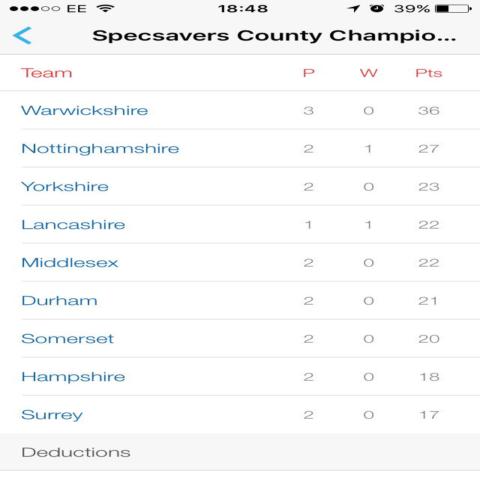 EE 18:48 39%
Specsavers County Champio...
Team P W Pts
Warwickshire 3 0 36
Nottinghamshire 2 1 27
Yorkshire 2 0 23
Lancashire 1 1 22
Middlesex 2 0 22
Durham 2 0 21
Somerset 2 0 20
Hampshire 2 0 18
Surrey 2 0 17
Deductions